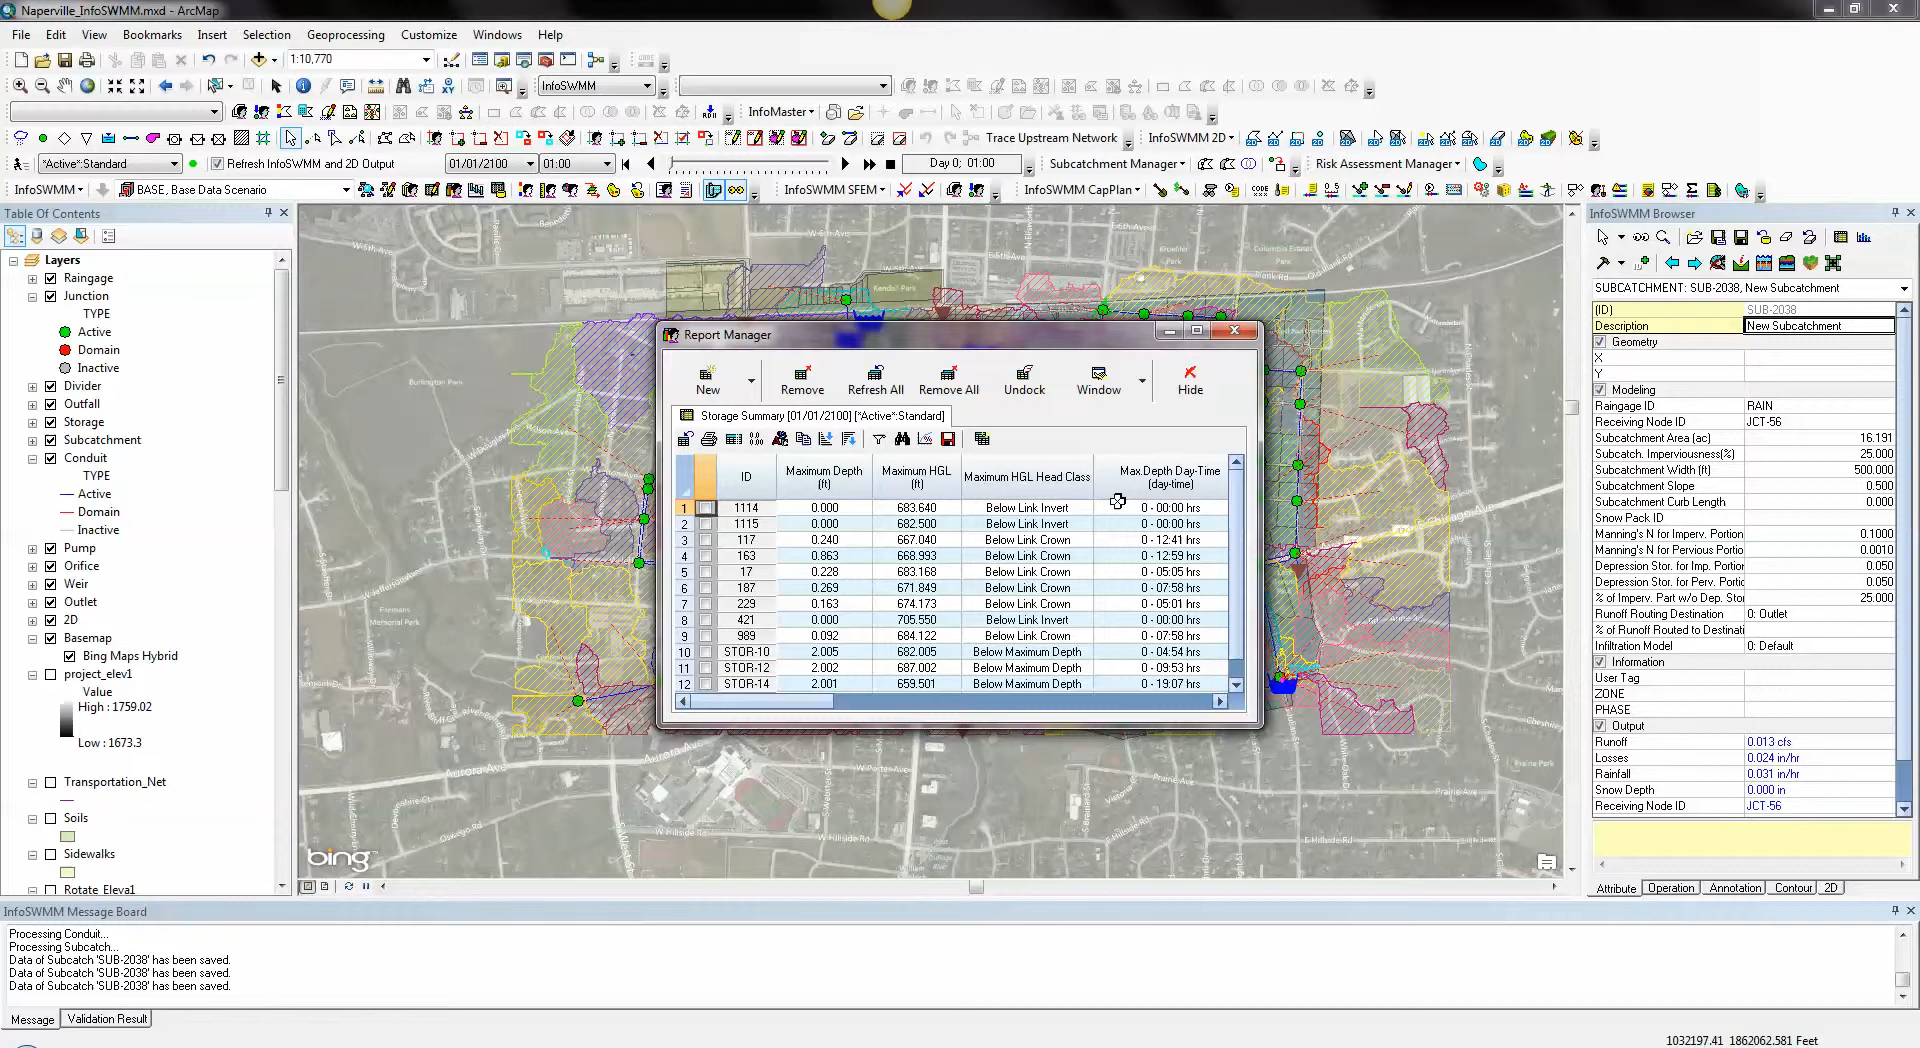 Naperville_InfoSWMM.mxd - ArcMap
File Edit View Bookmarks Insert Selection Geoprocessing Customize Windows Help
1:10,770
InfoSWMM
InfoMaster
Trace Upstream Network InfoSWMM 2D
*Active*:Standard Refresh InfoSWMM and 2D Output 01/01/2100 01:00 Day 0; 01:00 Subcatchment Manager Risk Assessment Manager
InfoSWMM BASE, Base Data Scenario InfoSWMM SFEM InfoSWMM CapPlan
Table Of Contents
Layers
Raingage
Junction
TYPE
Active
Domain
Inactive
Divider
Outfall
Storage
Subcatchment
Conduit
TYPE
Active
Domain
Inactive
Pump
Orifice
Weir
Outlet
2D
Basemap
Bing Maps Hybrid
project_elev1
Value
High : 1759.02
Low : 1673.3
Transportation_Net
Soils
Sidewalks
Rotate_Eleva1
W 5th Ave
E 5th Ave
Kendall Park
Burlington Park
Aurora Ave
W Hillside Rd
E Hillside Rd
Prairie Ave
bing
Report Manager
New Remove Refresh All Remove All Undock Window Hide
Storage Summary [01/01/2100] [*Active*:Standard]
ID Maximum Depth (ft) Maximum HGL (ft) Maximum HGL Head Class Max.Depth Day-Time (day-time)
1 1114 0.000 683.640 Below Link Invert 0 - 00:00 hrs
2 1115 0.000 682.500 Below Link Invert 0 - 00:00 hrs
3 117 0.240 667.040 Below Link Crown 0 - 12:41 hrs
4 163 0.863 668.993 Below Link Crown 0 - 12:59 hrs
5 17 0.228 683.168 Below Link Crown 0 - 05:05 hrs
6 187 0.269 671.849 Below Link Crown 0 - 07:58 hrs
7 229 0.163 674.173 Below Link Crown 0 - 05:01 hrs
8 421 0.000 705.550 Below Link Invert 0 - 00:00 hrs
9 989 0.092 684.122 Below Link Crown 0 - 07:58 hrs
10 STOR-10 2.005 682.005 Below Maximum Depth 0 - 04:54 hrs
11 STOR-12 2.002 687.002 Below Maximum Depth 0 - 09:53 hrs
12 STOR-14 2.001 659.501 Below Maximum Depth 0 - 19:07 hrs
InfoSWMM Browser
SUBCATCHMENT: SUB-2038, New Subcatchment
(ID) SUB-2038
Description New Subcatchment
Geometry
X
Y
Modeling
Raingage ID RAIN
Receiving Node ID JCT-56
Subcatchment Area (ac) 16.191
Subcatch. Imperviousness(%) 25.000
Subcatchment Width (ft) 500.000
Subcatchment Slope 0.500
Subcatchment Curb Length 0.000
Snow Pack ID
Manning's N for Imperv. Portion 0.1000
Manning's N for Pervious Portion 0.0010
Depression Stor. for Imp. Portion 0.050
Depression Stor. for Perv. Portic 0.050
% of Imperv. Part w/o Dep. Stor 25.000
Runoff Routing Destination 0: Outlet
% of Runoff Routed to Destinati
Infiltration Model 0: Default
Information
User Tag
ZONE
PHASE
Output
Runoff 0.013 cfs
Losses 0.024 in/hr
Rainfall 0.031 in/hr
Snow Depth 0.000 in
Receiving Node ID JCT-56
Attribute Operation Annotation Contour 2D
InfoSWMM Message Board
Processing Conduit...
Processing Subcatch...
Data of Subcatch 'SUB-2038' has been saved.
Data of Subcatch 'SUB-2038' has been saved.
Data of Subcatch 'SUB-2038' has been saved.
Message Validation Result
1032197.41 1862062.581 Feet